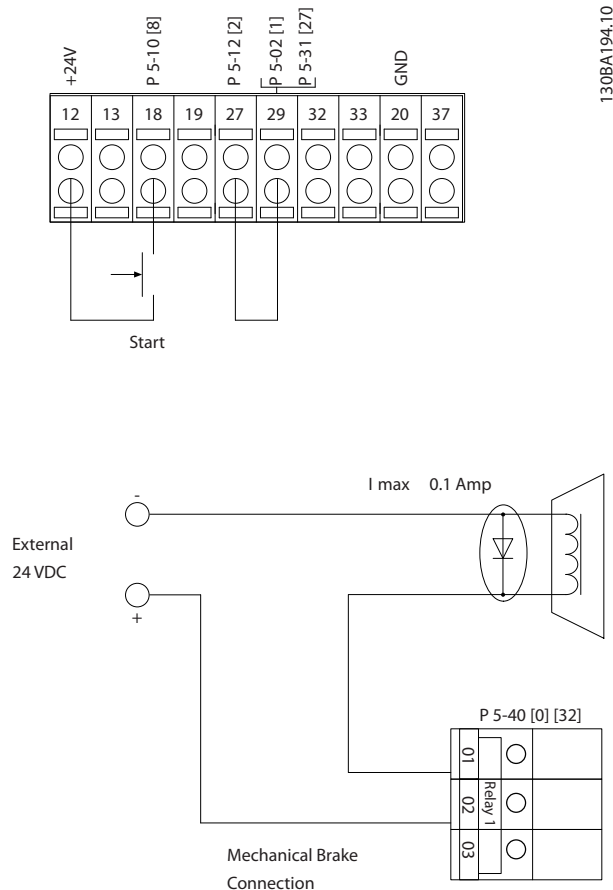 +24V
P 5-10 [8]
P 5-12 [2]
P 5-02 [1]
P 5-31 [27]
GND
130BA194.10
12 13 18 19 27 29 32 33 20 37
Start
I max 0.1 Amp
-
External
24 VDC
+
P 5-40 [0] [32]
01
02
03
Relay 1
Mechanical Brake
Connection